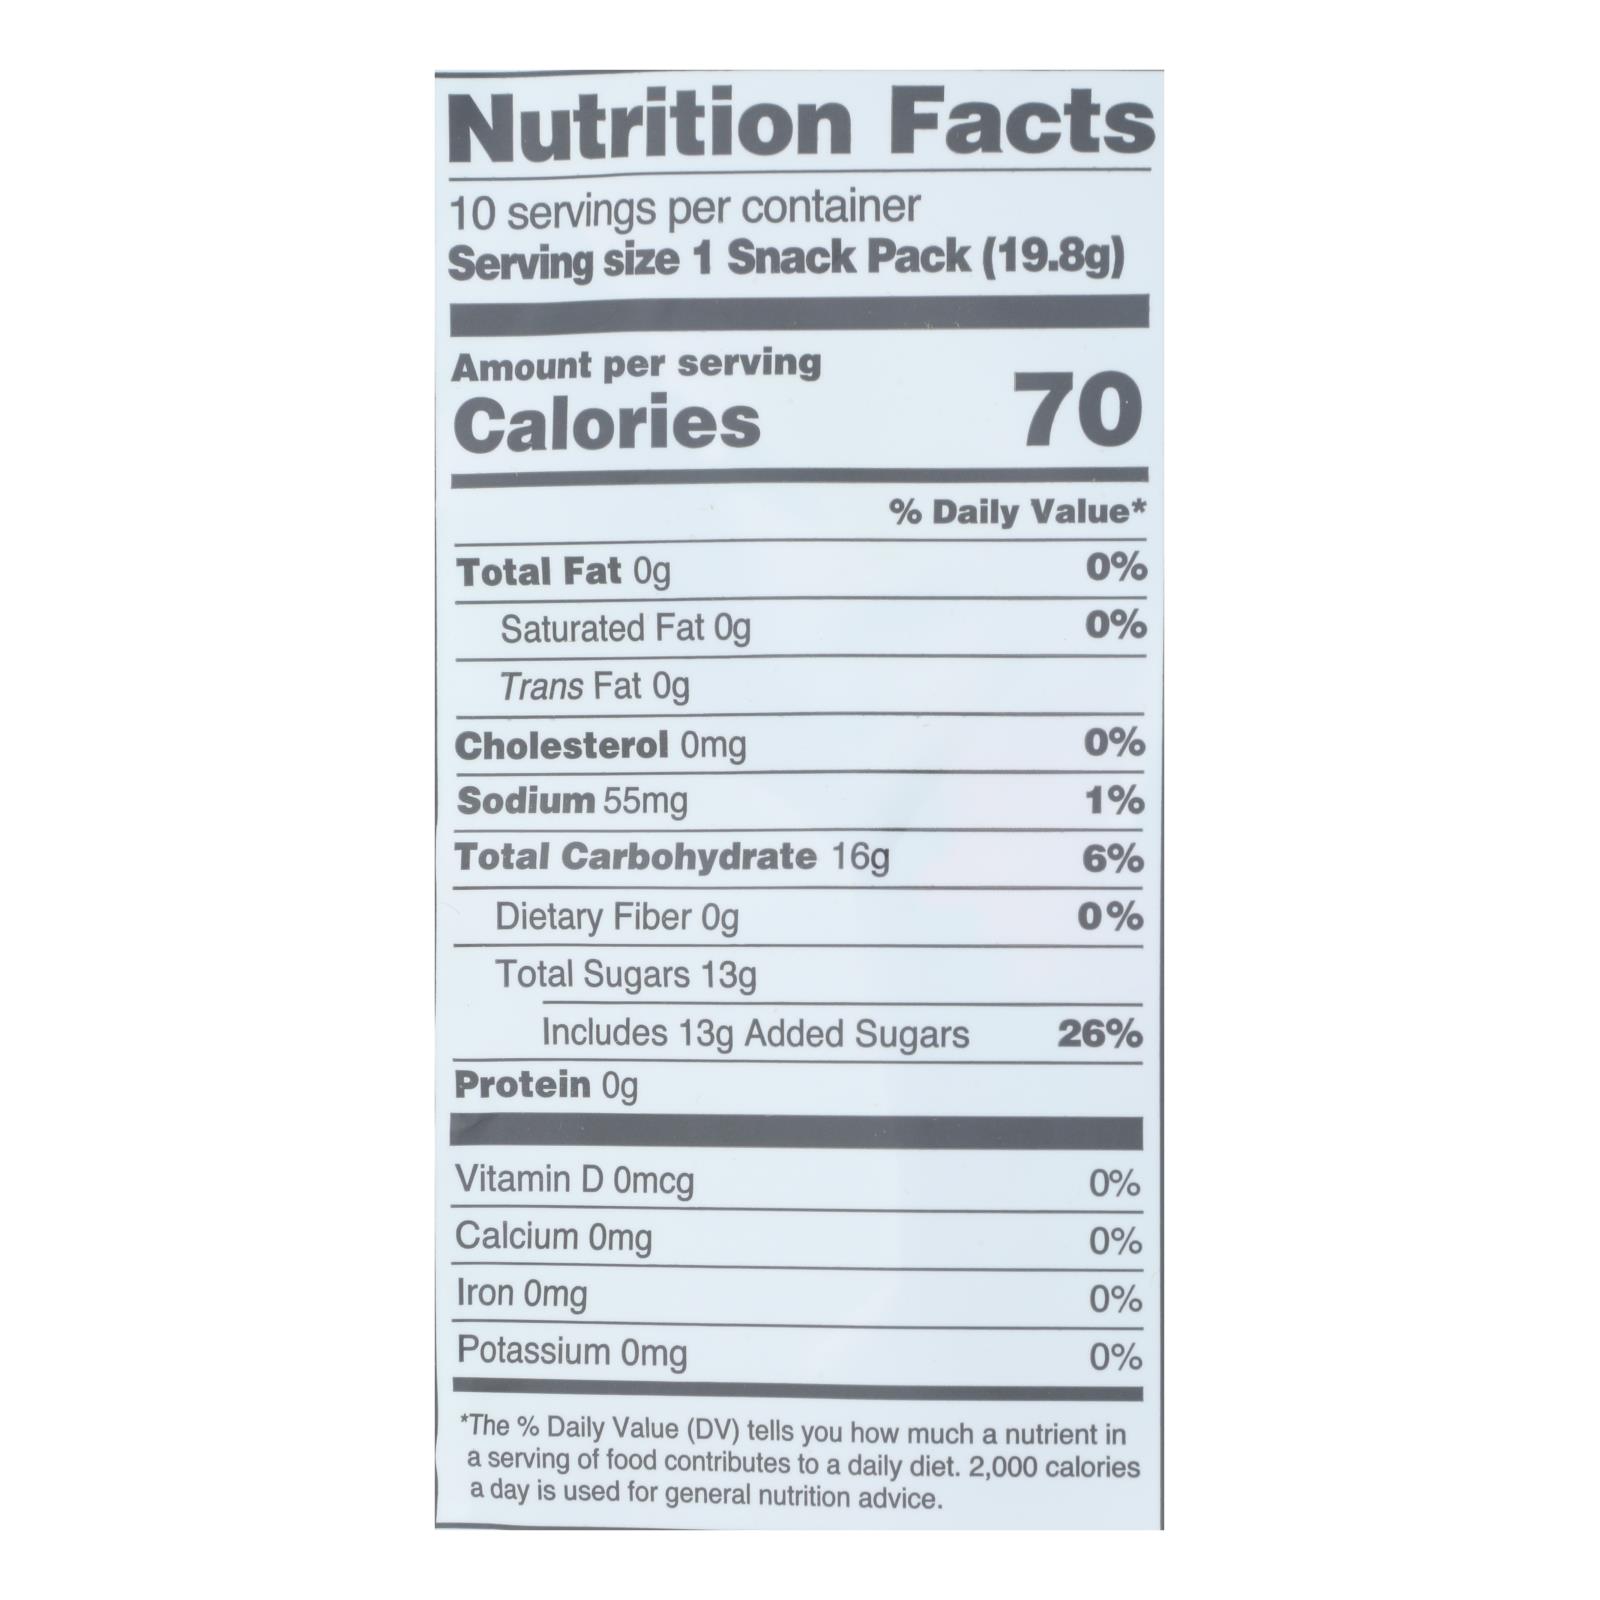 Nutrition Facts
10 servings per container
Serving size 1 Snack Pack (19.8g)
Amount per serving
Calories 70
% Daily Value*
Total Fat 0g 0%
Saturated Fat 0g 0%
Trans Fat 0g
Cholesterol 0mg 0%
Sodium 55mg 1%
Total Carbohydrate 16g 6%
Dietary Fiber 0g 0%
Total Sugars 13g
Includes 13g Added Sugars 26%
Protein 0g
Vitamin D 0mcg 0%
Calcium 0mg 0%
Iron 0mg 0%
Potassium 0mg 0%
*The % Daily Value (DV) tells you how much a nutrient in
a serving of food contributes to a daily diet. 2,000 calories
a day is used for general nutrition advice.